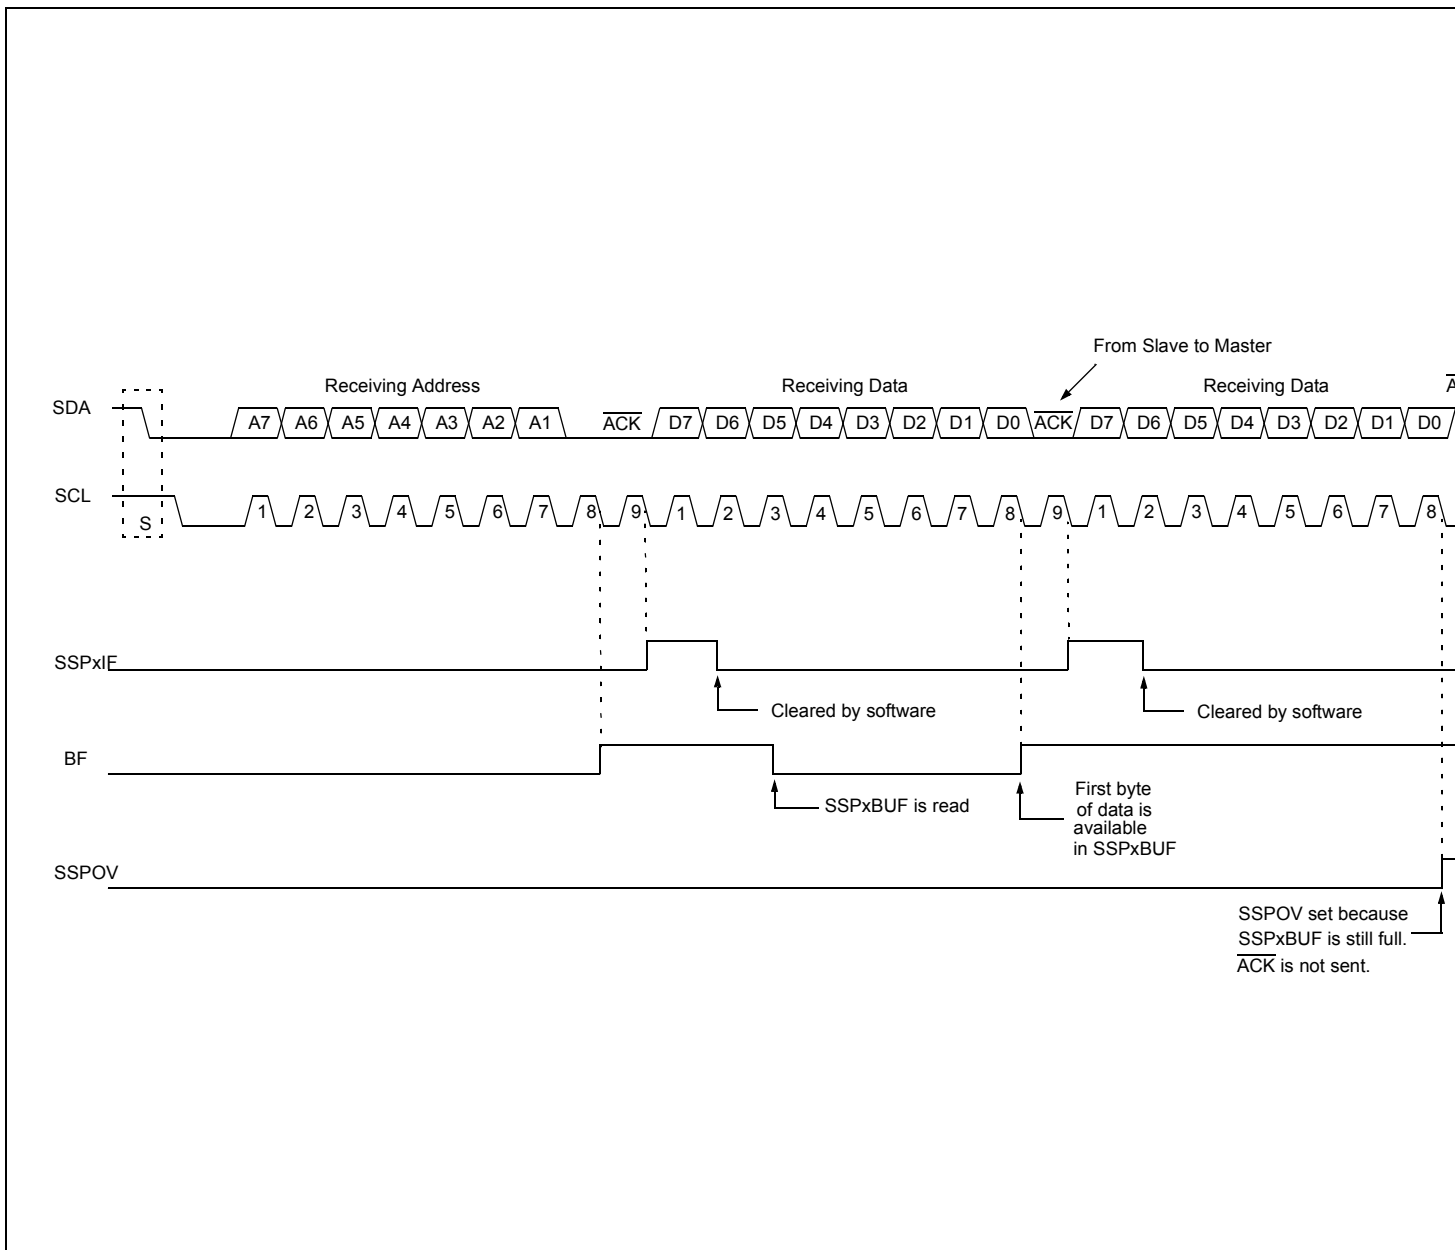 From Slave to Master
Receiving Address
Receiving Data
Receiving Data
SDA
A7 A6 A5 A4 A3 A2 A1 ACK D7 D6 D5 D4 D3 D2 D1 D0 ACK D7 D6 D5 D4 D3 D2 D1 D0
SCL
S
1 2 3 4 5 6 7 8 9 1 2 3 4 5 6 7 8 9 1 2 3 4 5 6 7 8
SSPxIF
Cleared by software
Cleared by software
BF
SSPxBUF is read
First byte
of data is
available
in SSPxBUF
SSPOV
SSPOV set because
SSPxBUF is still full.
ACK is not sent.